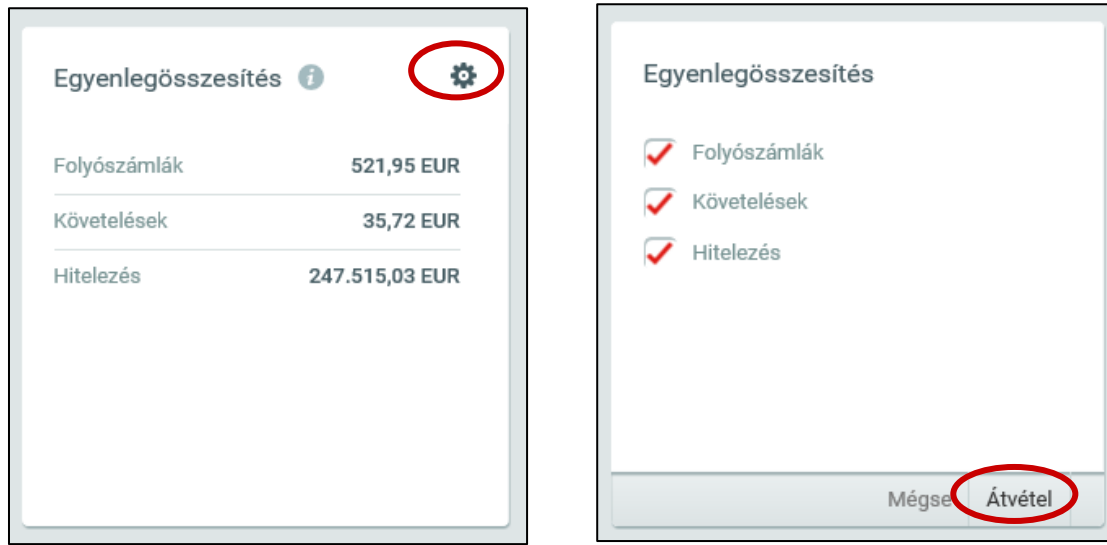 Egyenlegösszesítés i
Folyószámlák 521,95 EUR
Követelések 35,72 EUR
Hitelezés 247.515,03 EUR
Egyenlegösszesítés
Folyószámlák
Követelések
Hitelezés
Mégse Átvétel